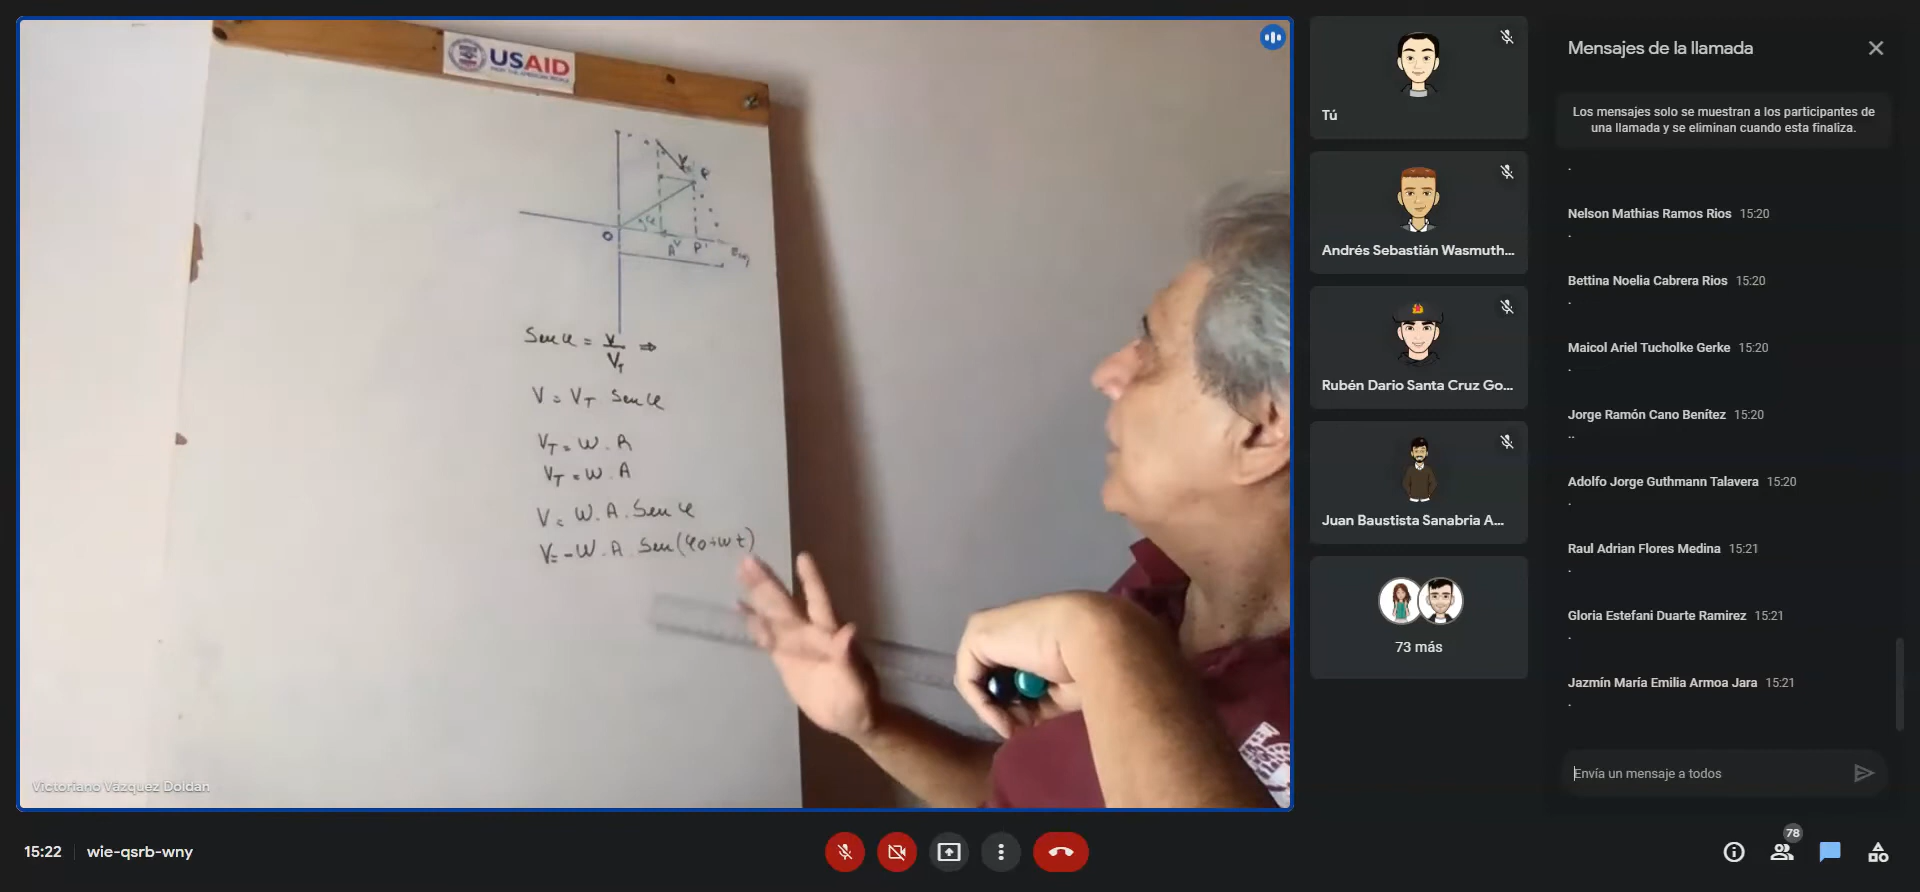 USAID
FROM THE AMERICAN PEOPLE
V
P
φ
O
A
V
P'
Sen φ = V / V_T ⇒
V = V_T Sen φ
V_T = W . R
V_T = W . A
V = W . A . Sen φ
V = - W . A . Sen (φ0 + w t)
Victoriano Vázquez Doldan
Tú
Andrés Sebastián Wasmuth...
Rubén Dario Santa Cruz Go...
Juan Baustista Sanabria A...
73 más
Mensajes de la llamada
Los mensajes solo se muestran a los participantes de
una llamada y se eliminan cuando esta finaliza.
.
Nelson Mathias Ramos Rios 15:20
.
Bettina Noelia Cabrera Rios 15:20
.
Maicol Ariel Tucholke Gerke 15:20
.
Jorge Ramón Cano Benítez 15:20
..
Adolfo Jorge Guthmann Talavera 15:20
.
Raul Adrian Flores Medina 15:21
.
Gloria Estefani Duarte Ramirez 15:21
.
Jazmín María Emilia Armoa Jara 15:21
.
Envía un mensaje a todos
15:22 wie-qsrb-wny
78